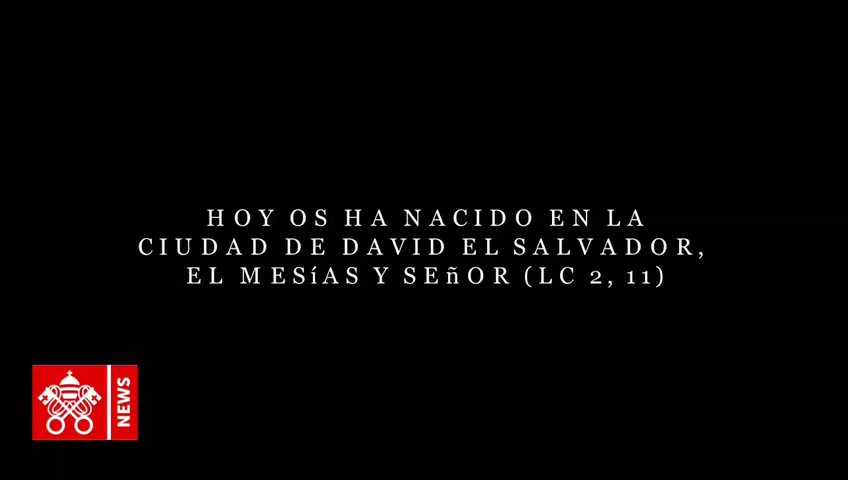 HOY OS HA NACIDO EN LA
CIUDAD DE DAVID EL SALVADOR,
EL MESíAS Y SEñOR (LC 2, 11)
NEWS